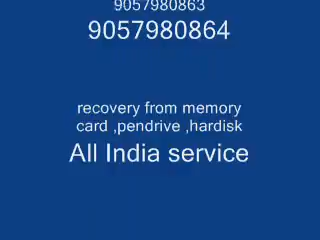 9057980863
9057980864
recovery from memory
card ,pendrive ,hardisk
All India service